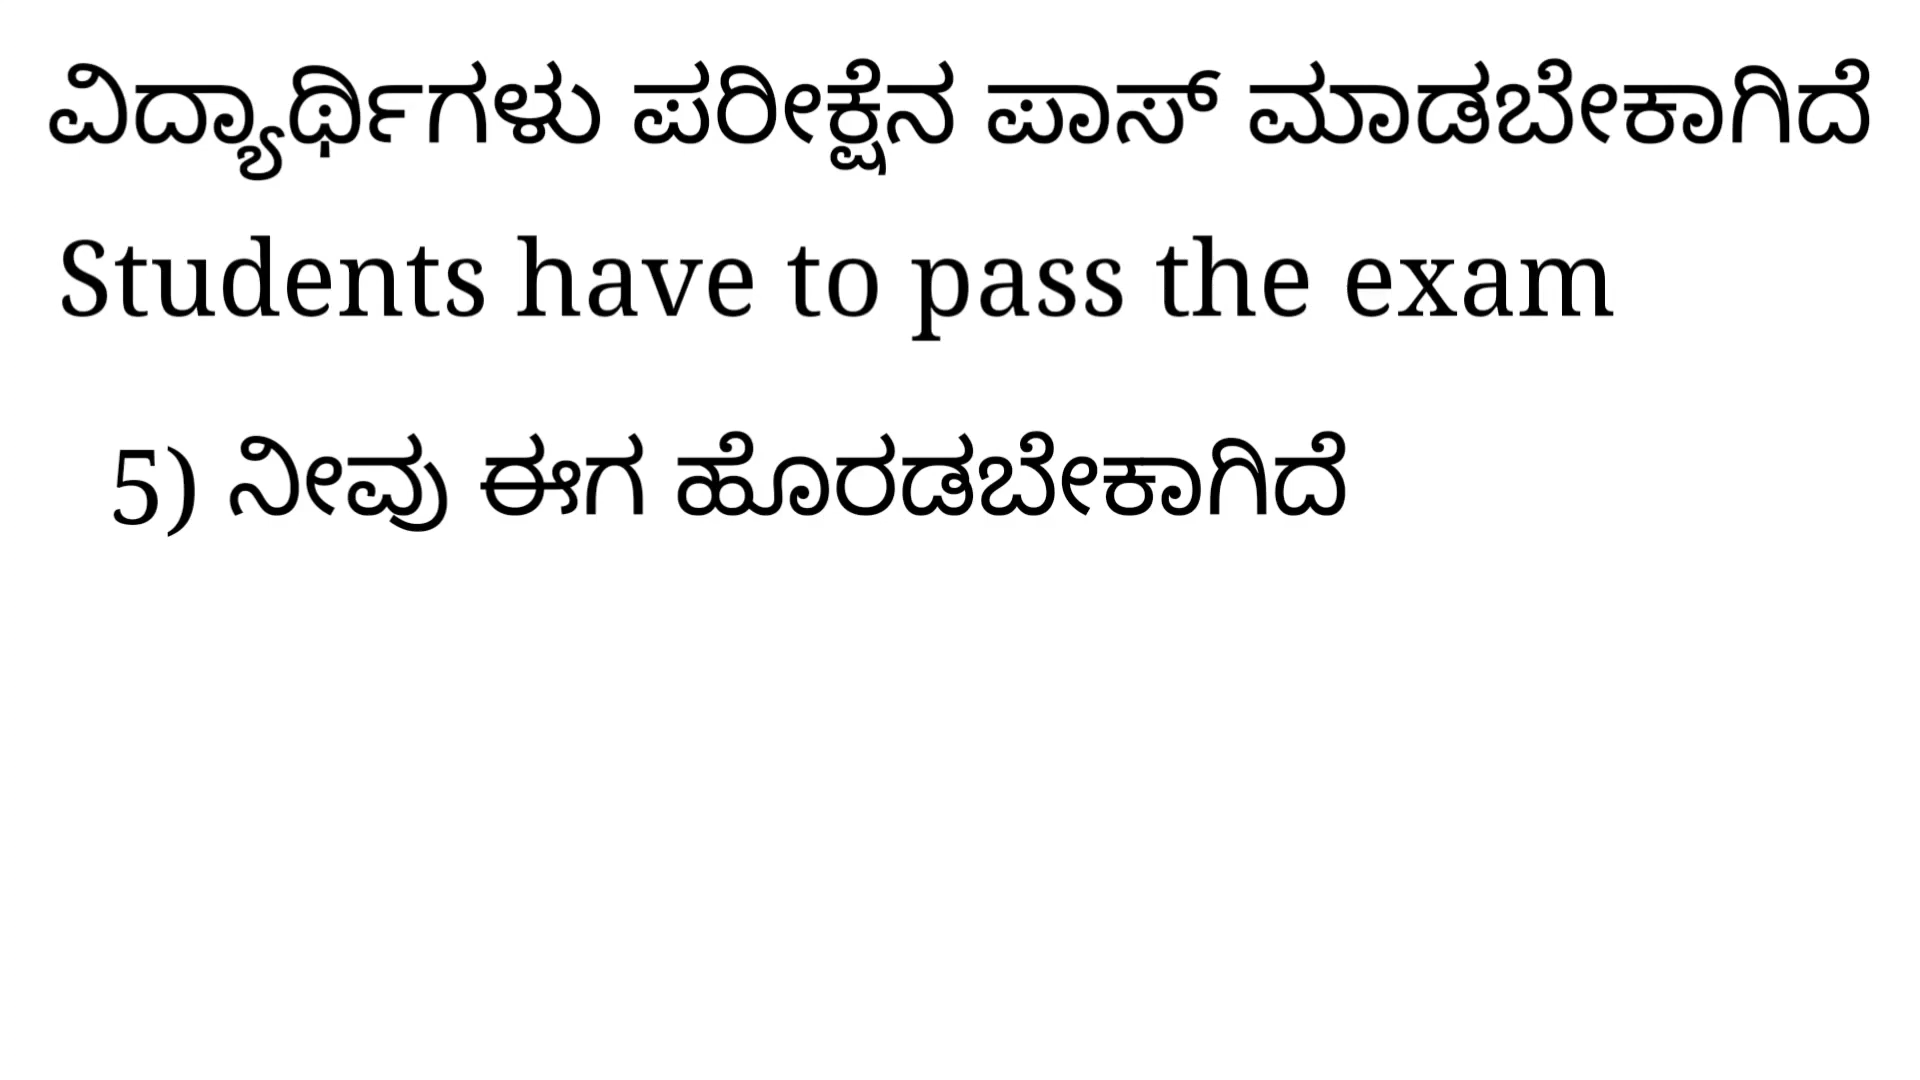 ವಿದ್ಯಾರ್ಥಿಗಳು ಪರೀಕ್ಷೆನ ಪಾಸ್ ಮಾಡಬೇಕಾಗಿದೆ
Students have to pass the exam
5) ನೀವು ಈಗ ಹೊರಡಬೇಕಾಗಿದೆ